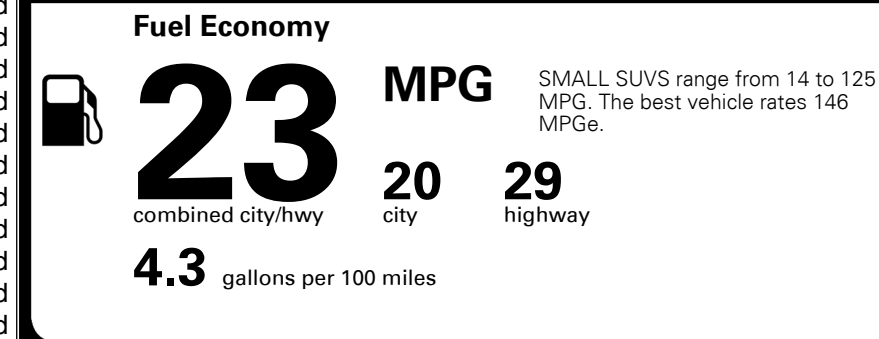 Fuel Economy
23
MPG
SMALL SUVS range from 14 to 125
MPG. The best vehicle rates 146
MPGe.
combined city/hwy
20
city
29
highway
4.3 gallons per 100 miles
d
d
d
d
d
d
d
d
d
d
d